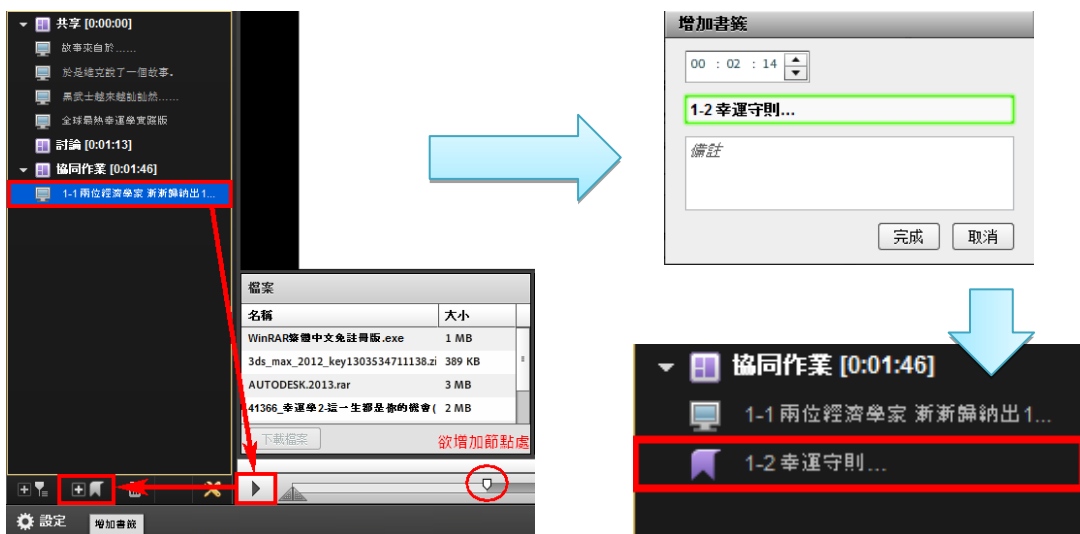 共享 [0:00:00]
故事來自於……
於是維克說了一個故事.
黑武士越來越訕訕然……
全球最熱幸運學實踐版
討論 [0:01:13]
協同作業 [0:01:46]
1-1 兩位經濟學家 漸漸歸納出 1...
設定
增加書籤
檔案
名稱 大小
WinRAR繁體中文免註冊版.exe 1 MB
3ds_max_2012_key1303534711138.zi 389 KB
AUTODESK.2013.rar 3 MB
41366_幸運學2-這一生都是你的機會( 2 MB
下載檔案
欲增加節點處
增加書籤
00 : 02 : 14
1-2 幸運守則...
備註
完成 取消
協同作業 [0:01:46]
1-1 兩位經濟學家 漸漸歸納出 1...
1-2 幸運守則...